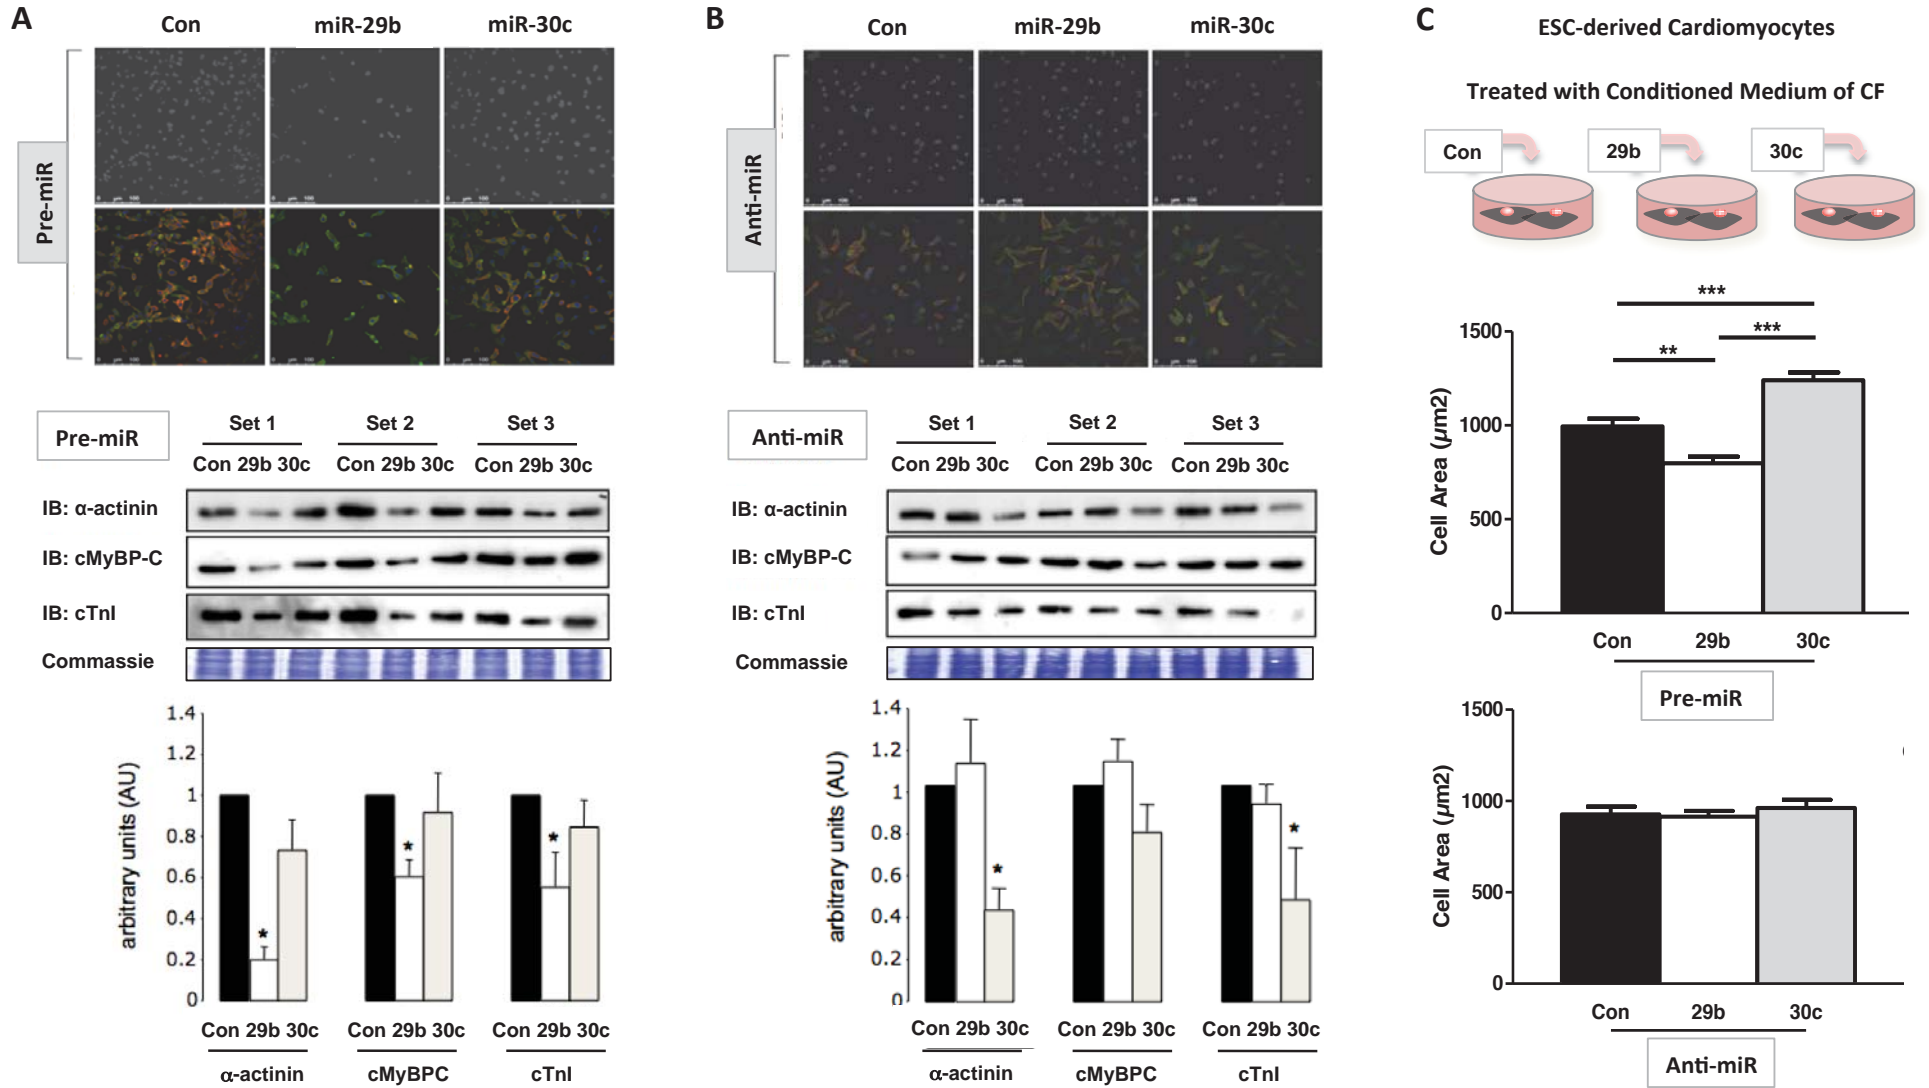 A
Con miR-29b miR-30c
Pre-miR
Pre-miR
Set 1 Set 2 Set 3
Con 29b 30c Con 29b 30c Con 29b 30c
IB: α-actinin
IB: cMyBP-C
IB: cTnI
Commassie
arbitrary units (AU)
1.4
1.2
1
0.8
0.6
0.4
0.2
0
*
*
*
Con 29b 30c Con 29b 30c Con 29b 30c
α-actinin cMyBPC cTnI
B
Con miR-29b miR-30c
Anti-miR
Anti-miR
Set 1 Set 2 Set 3
Con 29b 30c Con 29b 30c Con 29b 30c
IB: α-actinin
IB: cMyBP-C
IB: cTnI
Commassie
arbitrary units (AU)
1.4
1.2
1
0.8
0.6
0.4
0.2
0
*
*
Con 29b 30c Con 29b 30c Con 29b 30c
α-actinin cMyBPC cTnI
C
ESC-derived Cardiomyocytes
Treated with Conditioned Medium of CF
Con 29b 30c
***
***
**
Cell Area (µm2)
1500
1000
500
0
Con 29b 30c
Pre-miR
Cell Area (µm2)
1500
1000
500
0
Con 29b 30c
Anti-miR